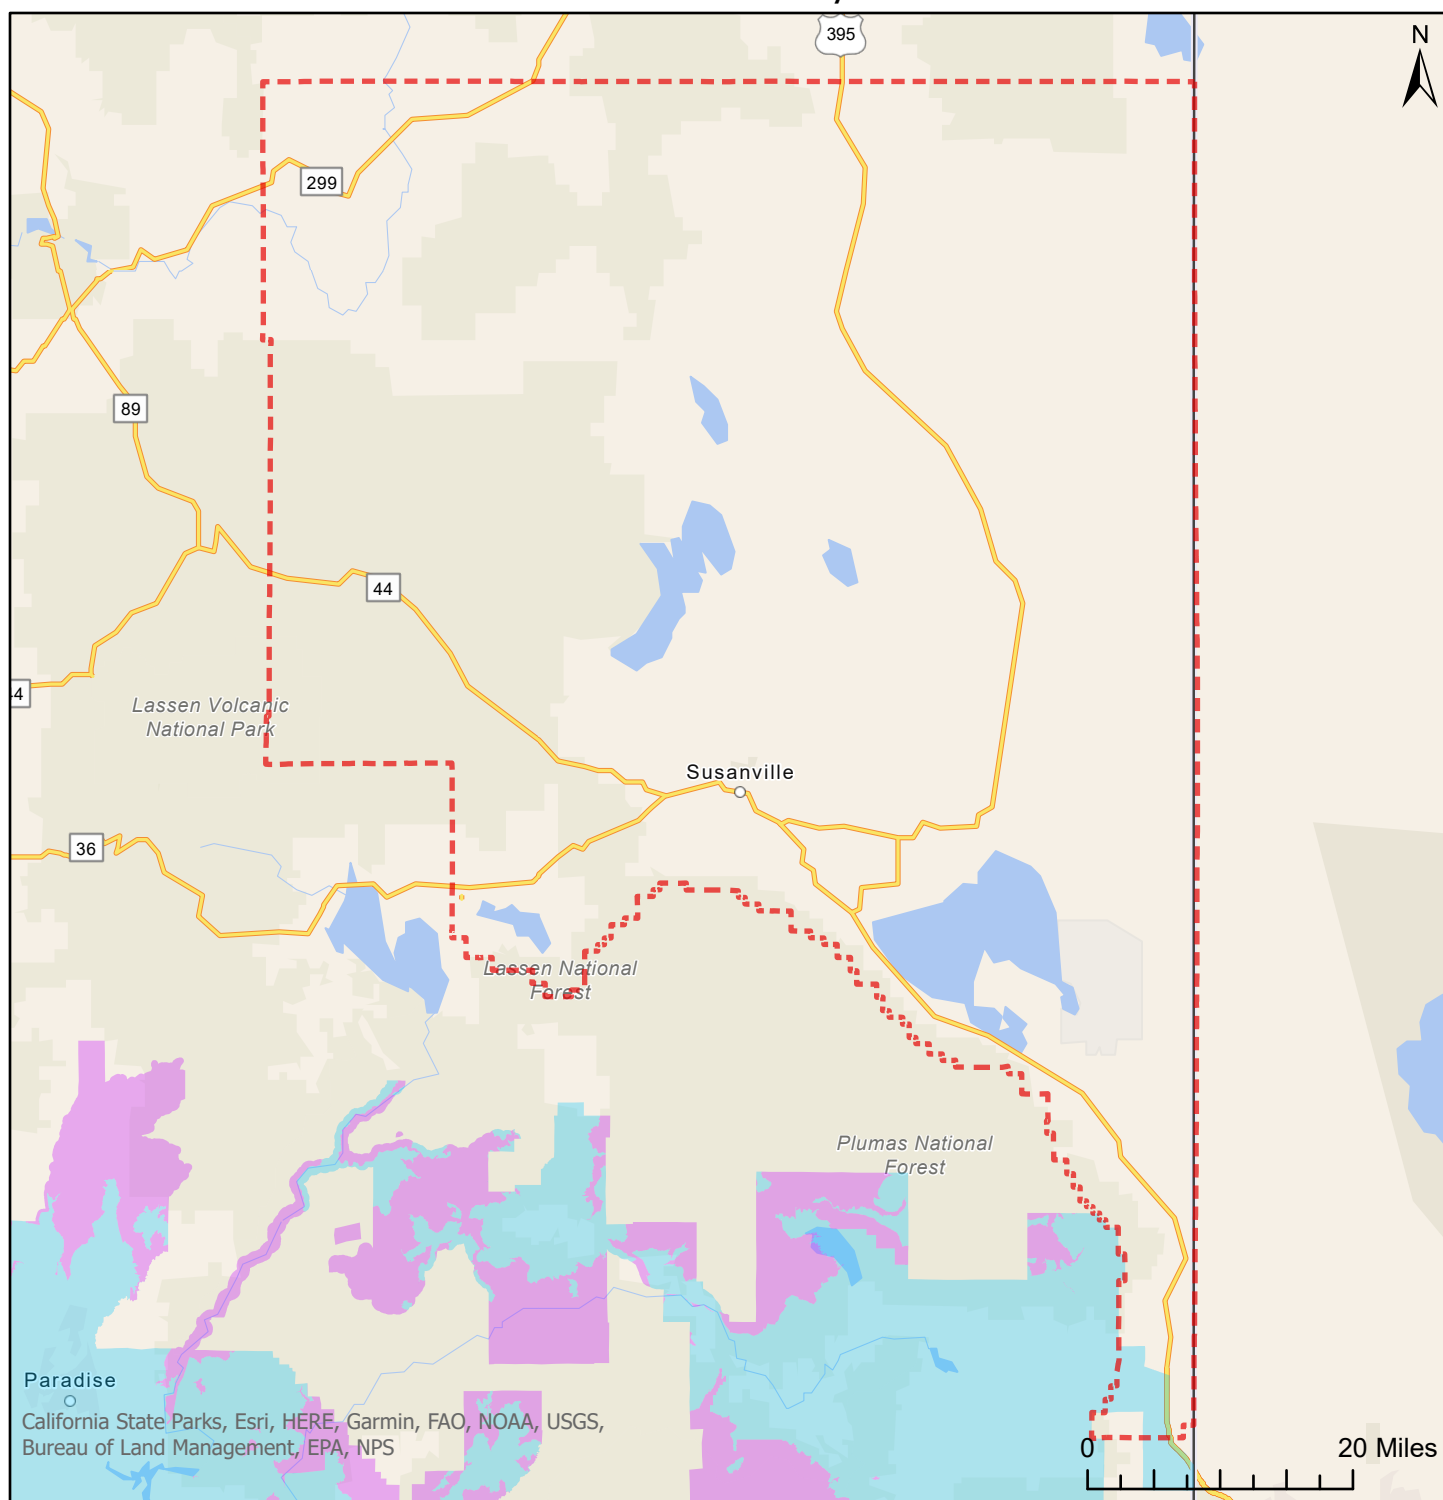 395
N
299
89
44
44
Lassen Volcanic
National Park
Susanville
36
Lassen National
Forest
Plumas National
Forest
Paradise
California State Parks, Esri, HERE, Garmin, FAO, NOAA, USGS,
Bureau of Land Management, EPA, NPS
0 20 Miles